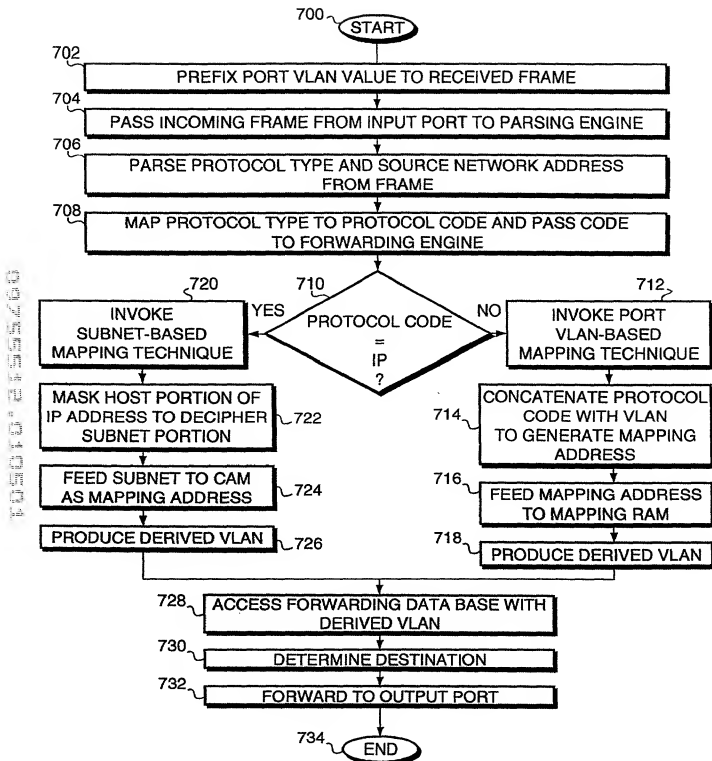 700
START
702
PREFIX PORT VLAN VALUE TO RECEIVED FRAME
704
PASS INCOMING FRAME FROM INPUT PORT TO PARSING ENGINE
706
PARSE PROTOCOL TYPE AND SOURCE NETWORK ADDRESS
FROM FRAME
708
MAP PROTOCOL TYPE TO PROTOCOL CODE AND PASS CODE
TO FORWARDING ENGINE
710
PROTOCOL CODE
=
IP
?
YES
NO
720
INVOKE
SUBNET-BASED
MAPPING TECHNIQUE
MASK HOST PORTION OF
IP ADDRESS TO DECIPHER
SUBNET PORTION
722
FEED SUBNET TO CAM
AS MAPPING ADDRESS
724
PRODUCE DERIVED VLAN
726
712
INVOKE PORT
VLAN-BASED
MAPPING TECHNIQUE
714
CONCATENATE PROTOCOL
CODE WITH VLAN
TO GENERATE MAPPING
ADDRESS
716
FEED MAPPING ADDRESS
TO MAPPING RAM
718
PRODUCE DERIVED VLAN
728
ACCESS FORWARDING DATA BASE WITH
DERIVED VLAN
730
DETERMINE DESTINATION
732
FORWARD TO OUTPUT PORT
734
END